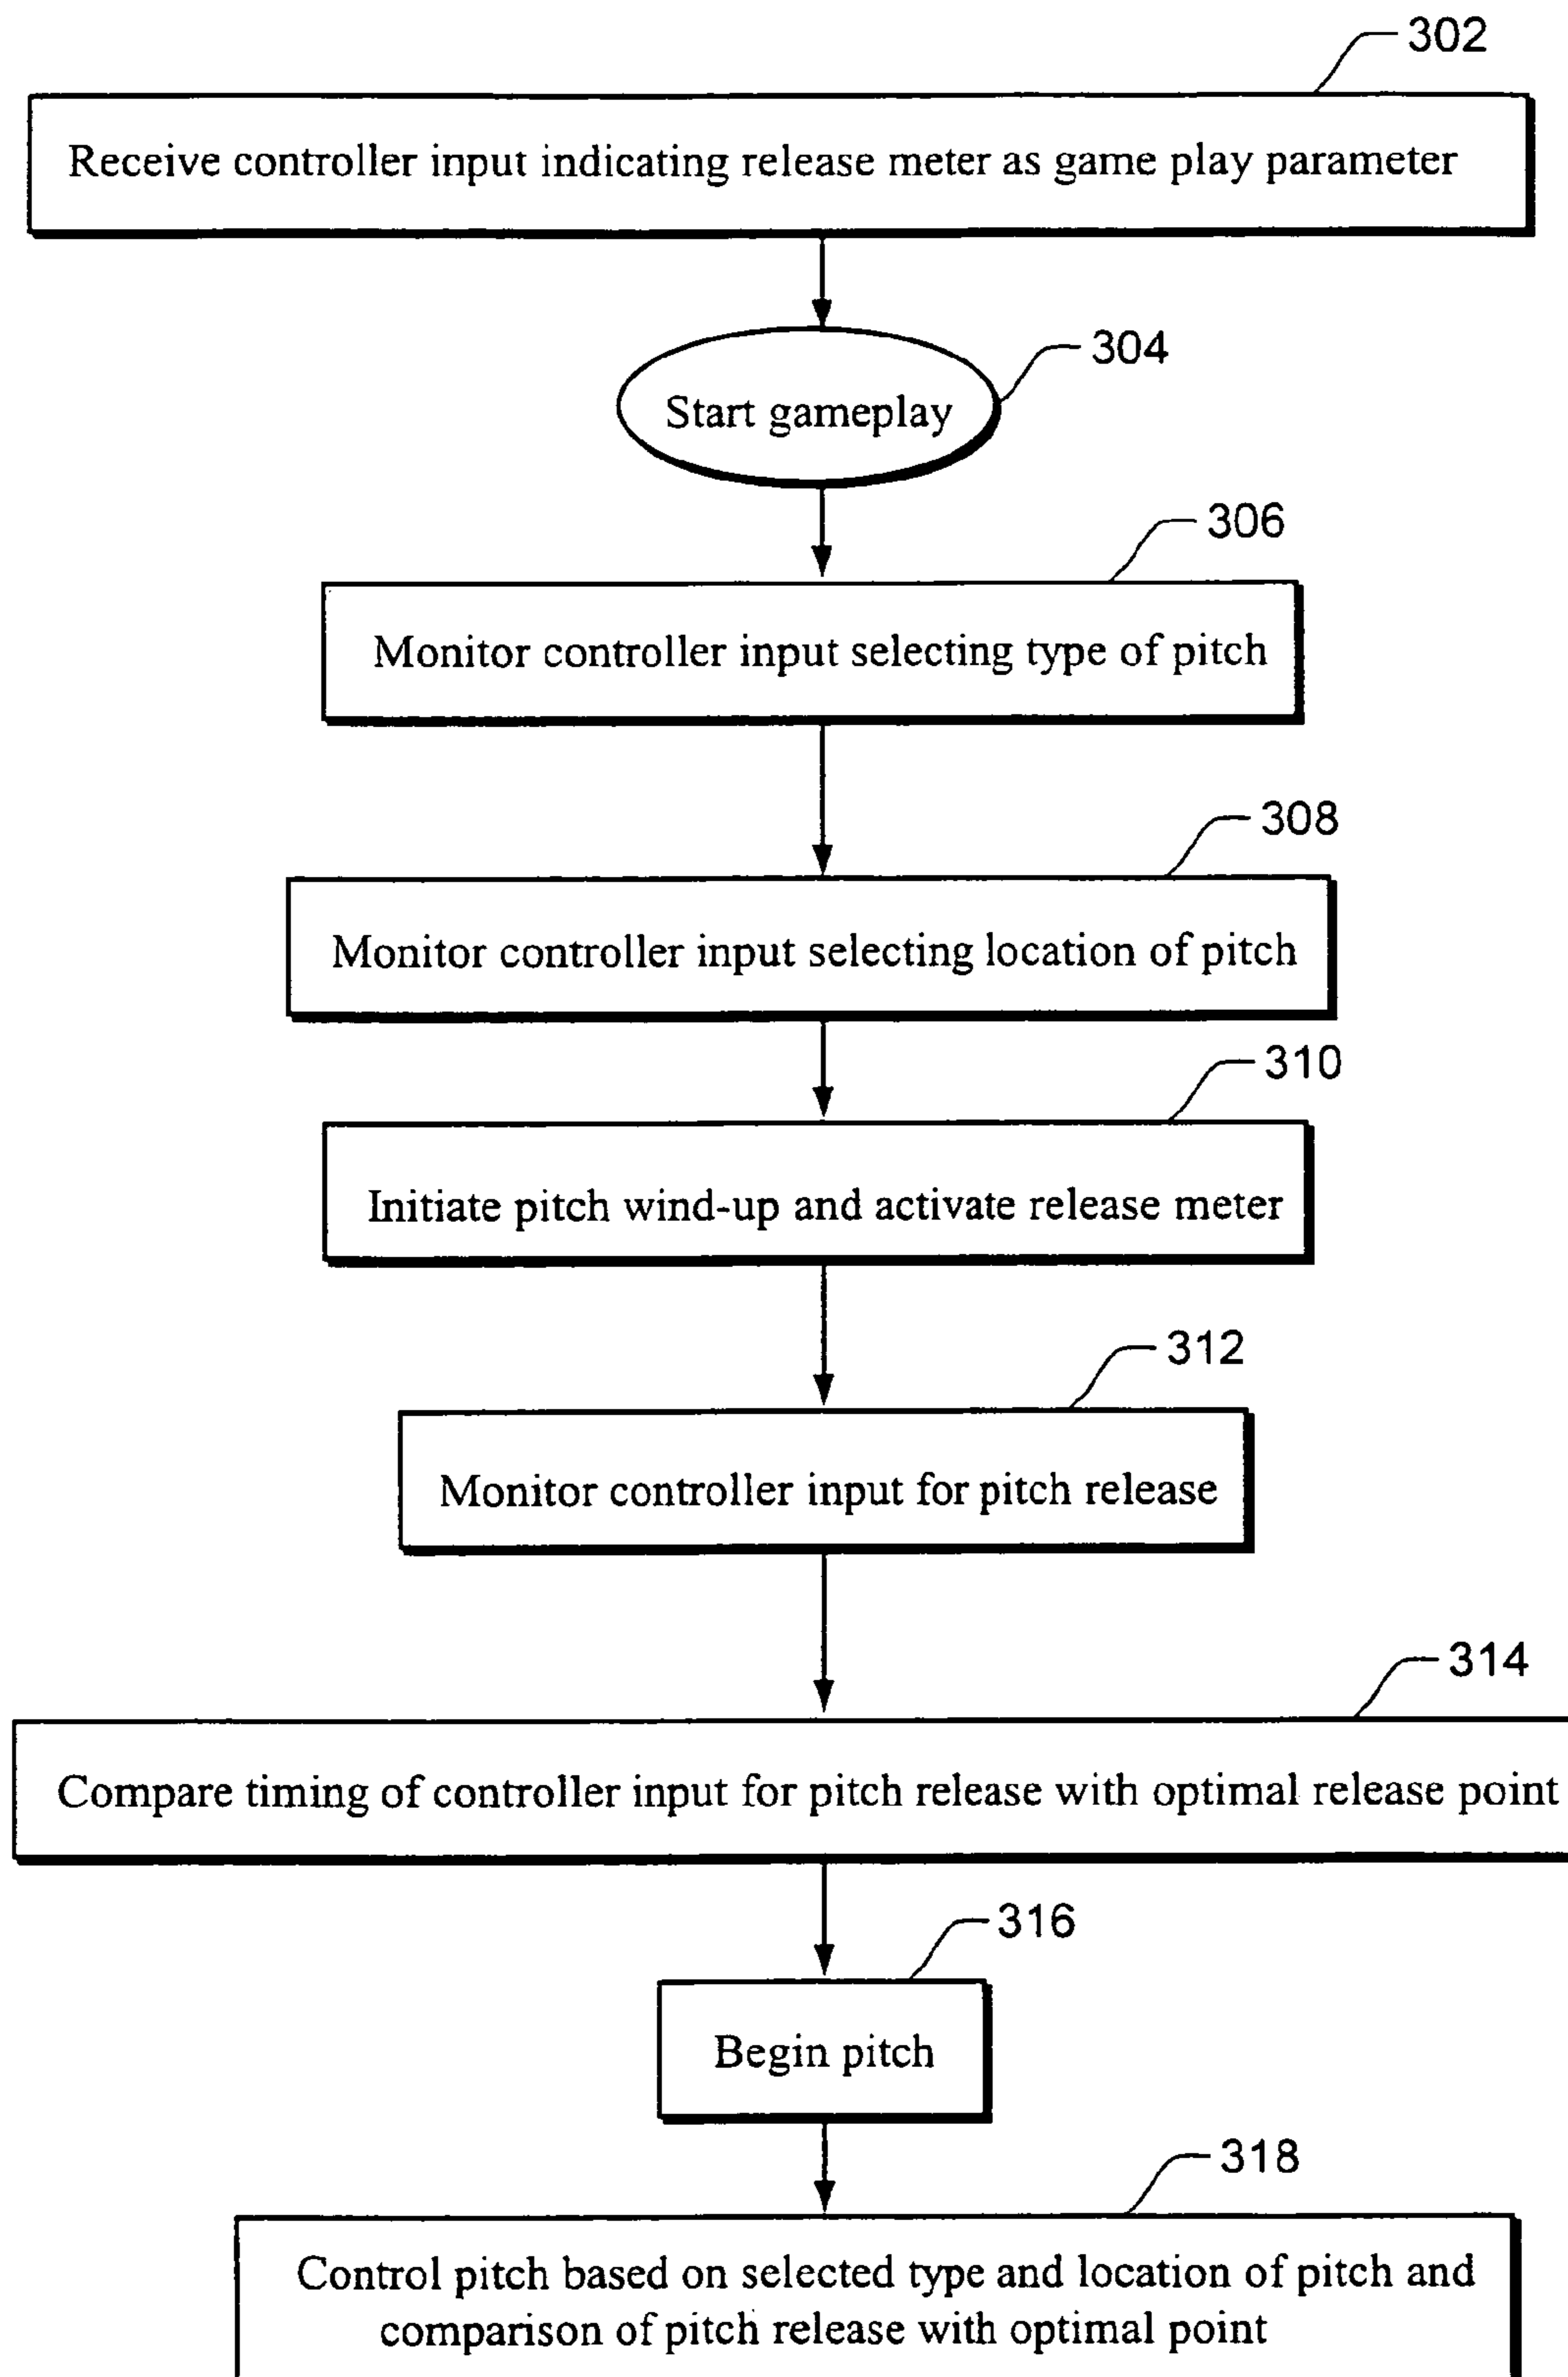 302
Receive controller input indicating release meter as game play parameter
304
Start gameplay
306
Monitor controller input selecting type of pitch
308
Monitor controller input selecting location of pitch
310
Initiate pitch wind-up and activate release meter
312
Monitor controller input for pitch release
314
Compare timing of controller input for pitch release with optimal release point
316
Begin pitch
318
Control pitch based on selected type and location of pitch and
comparison of pitch release with optimal point